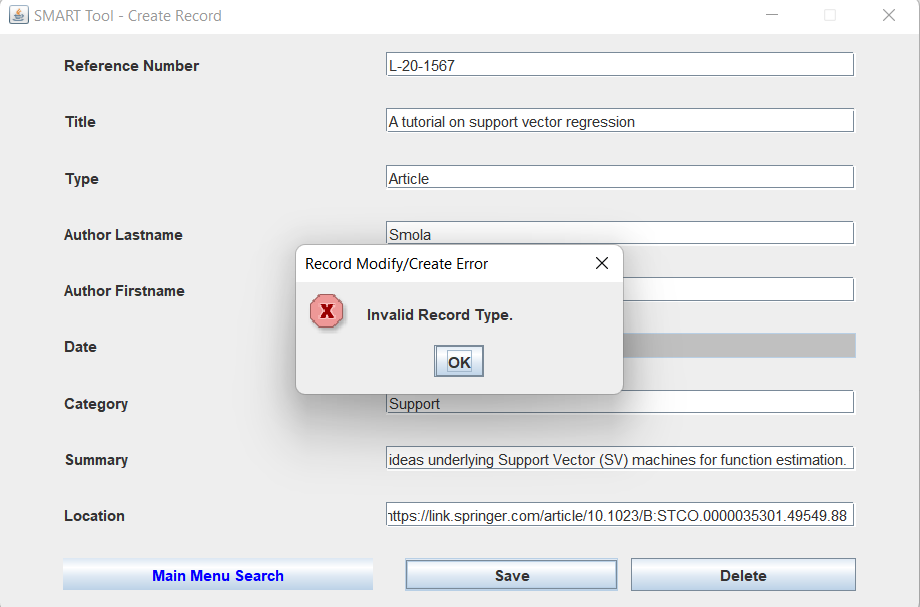 SMART Tool - Create Record
Reference Number L-20-1567
Title A tutorial on support vector regression
Type Article
Author Lastname Smola
Record Modify/Create Error
Author Firstname
X Invalid Record Type.
Date
OK
Category Support
Summary ideas underlying Support Vector (SV) machines for function estimation.
Location https://link.springer.com/article/10.1023/B:STCO.0000035301.49549.88
Main Menu Search Save Delete